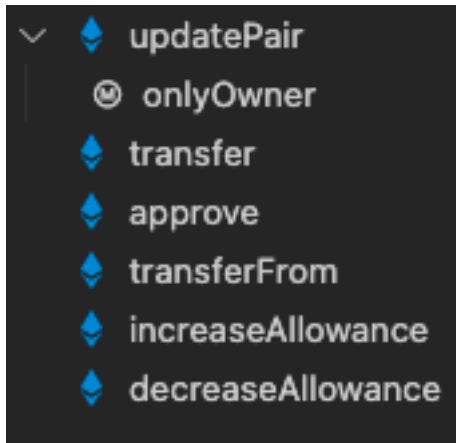 updatePair
onlyOwner
transfer
approve
transferFrom
increaseAllowance
decreaseAllowance